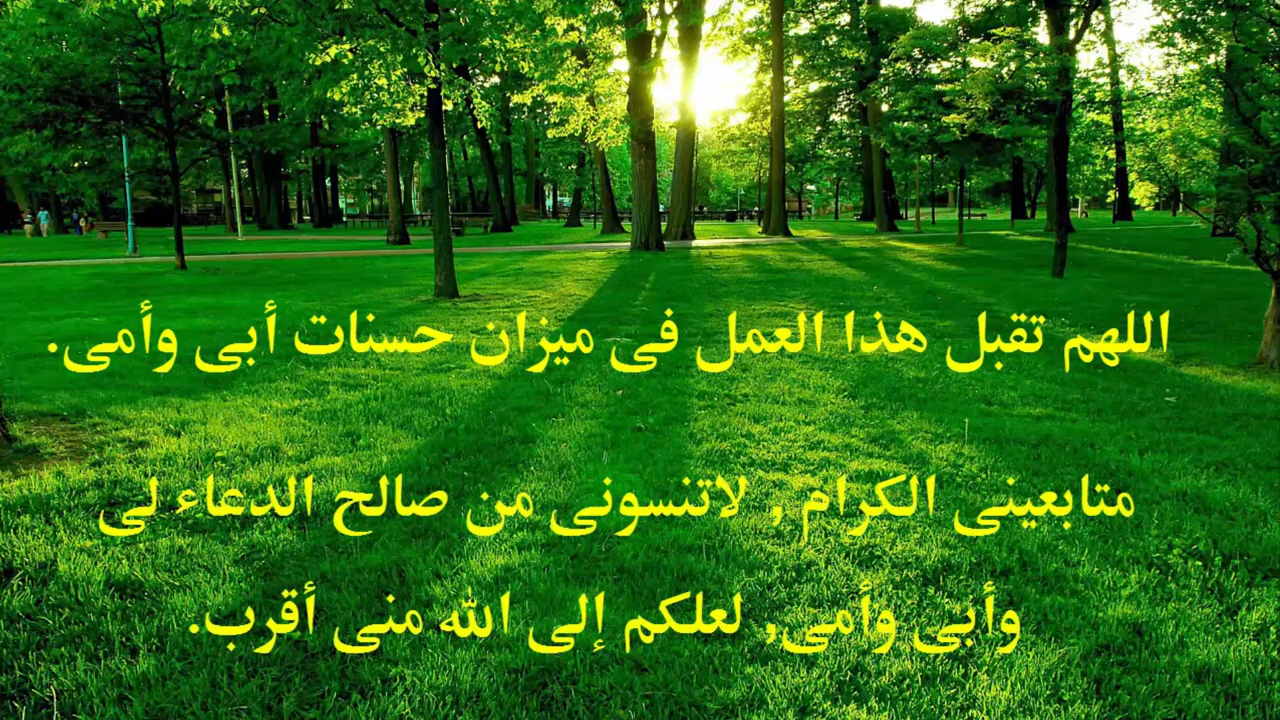 اللهم تقبل هذا العمل فى ميزان حسنات أبى وأمى.
متابعينى الكرام , لاتنسونى من صالح الدعاء لى
وأبى وأمى, لعلكم إلى الله منى أقرب.